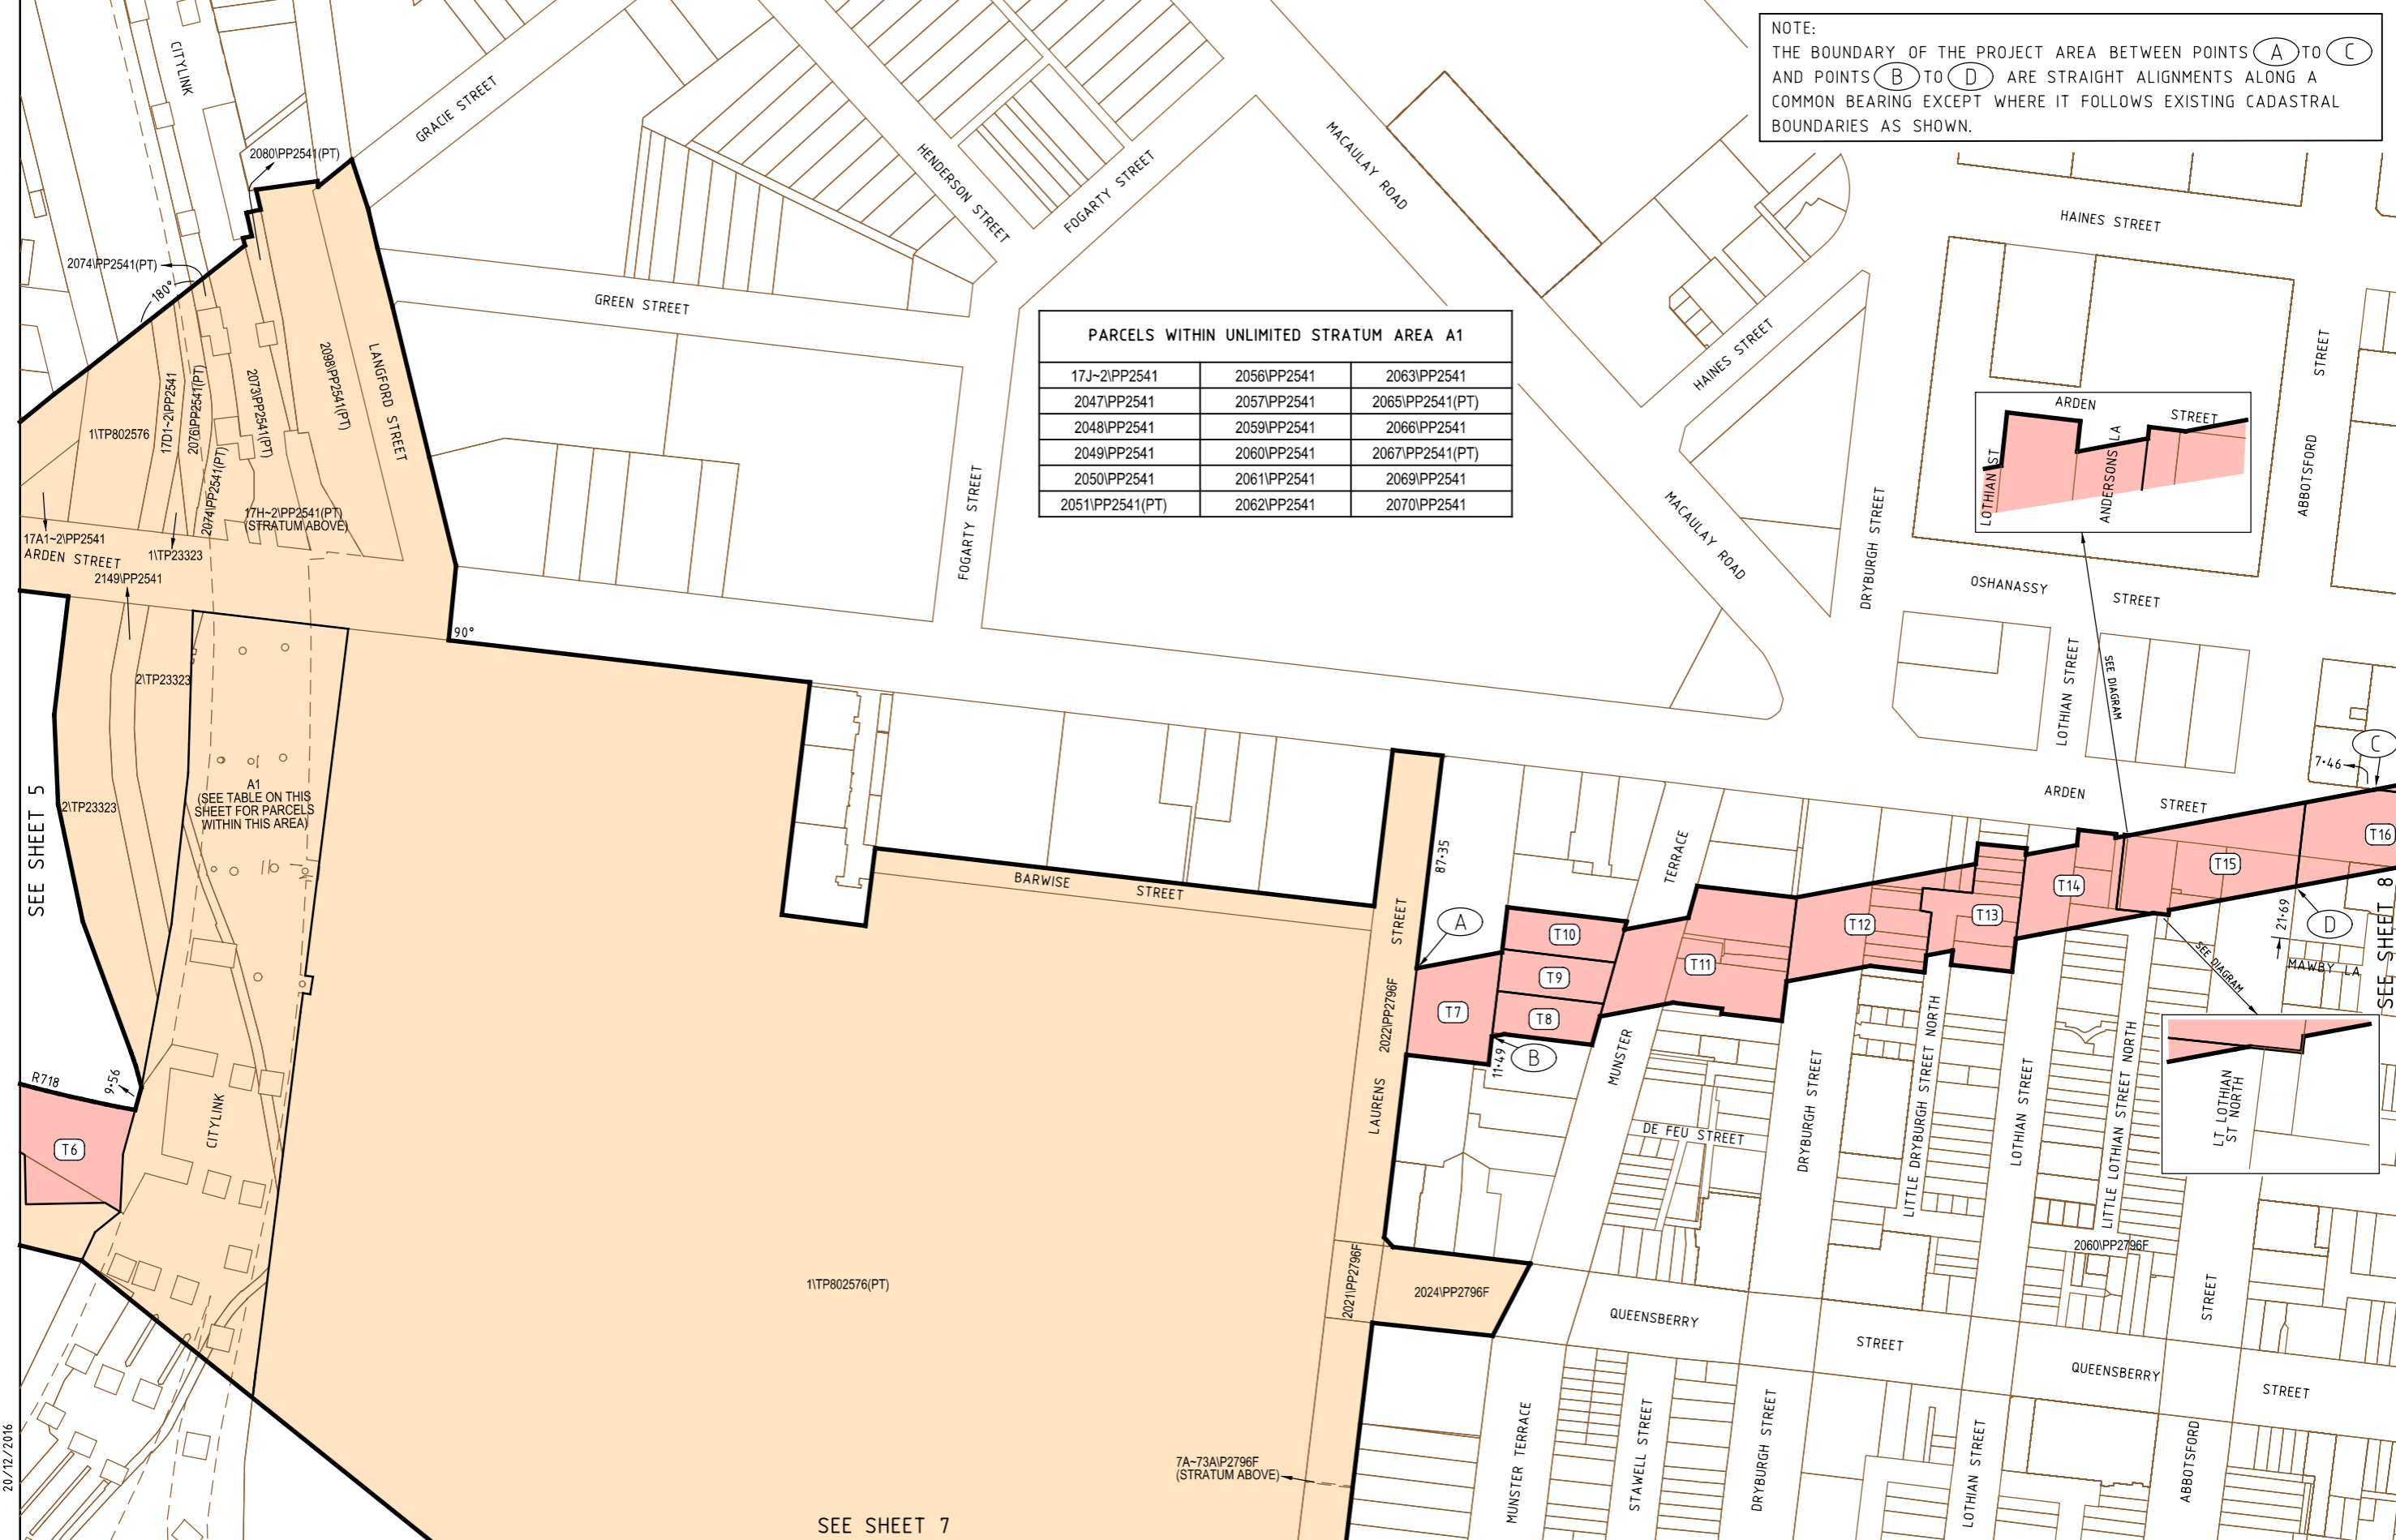 NOTE:
THE BOUNDARY OF THE PROJECT AREA BETWEEN POINTS A TO C
AND POINTS B TO D ARE STRAIGHT ALIGNMENTS ALONG A
COMMON BEARING EXCEPT WHERE IT FOLLOWS EXISTING CADASTRAL
BOUNDARIES AS SHOWN.
CITYLINK
GRACIE STREET
2080\PP2541(PT)
HENDERSON STREET
FOGARTY STREET
MACAULAY ROAD
HAINES STREET
2074\PP2541(PT)
180°
GREEN STREET
PARCELS WITHIN UNLIMITED STRATUM AREA A1
17J~2\PP2541 2056\PP2541 2063\PP2541
2047\PP2541 2057\PP2541 2065\PP2541(PT)
2048\PP2541 2059\PP2541 2066\PP2541
2049\PP2541 2060\PP2541 2067\PP2541(PT)
2050\PP2541 2061\PP2541 2069\PP2541
2051\PP2541(PT) 2062\PP2541 2070\PP2541
HAINES STREET
ABBOTSFORD STREET
ARDEN STREET
LOTHIAN ST
ANDERSONS LA
1\TP802576
17D1~2\PP2541
2076\PP2541(PT)
2074\PP2541(PT)
2073\PP2541(PT)
2098\PP2541(PT)
LANGFORD STREET
17H~2\PP2541(PT)
(STRATUM ABOVE)
17A1~2\PP2541
ARDEN STREET
1\TP23323
2149\PP2541
FOGARTY STREET
MACAULAY ROAD
DRYBURGH STREET
OSHANASSY STREET
90°
2\TP23323
LOTHIAN STREET
SEE DIAGRAM
A1
(SEE TABLE ON THIS
SHEET FOR PARCELS
WITHIN THIS AREA)
2\TP23323
SEE SHEET 5
C
7·46
ARDEN STREET
87·35
TERRACE
BARWISE STREET
STREET
A
T7
T8
T9
T10
T11
T12
T13
T14
T15
T16
D
21·69
MAWBY LA
SEE DIAGRAM
SEE SHEET 8
2022\PP2796F
B
11·49
LAURENS
MUNSTER
DE FEU STREET
DRYBURGH STREET
LITTLE DRYBURGH STREET NORTH
LOTHIAN STREET
LITTLE LOTHIAN STREET NORTH
LT LOTHIAN
ST NORTH
R718
9·56
T6
CITYLINK
2060\PP2796F
1\TP802576(PT)
2021\PP2796F
2024\PP2796F
QUEENSBERRY STREET
STREET
QUEENSBERRY STREET
MUNSTER TERRACE
STAWELL STREET
DRYBURGH STREET
LOTHIAN STREET
ABBOTSFORD
7A~73A\P2796F
(STRATUM ABOVE)
SEE SHEET 7
20/12/2016